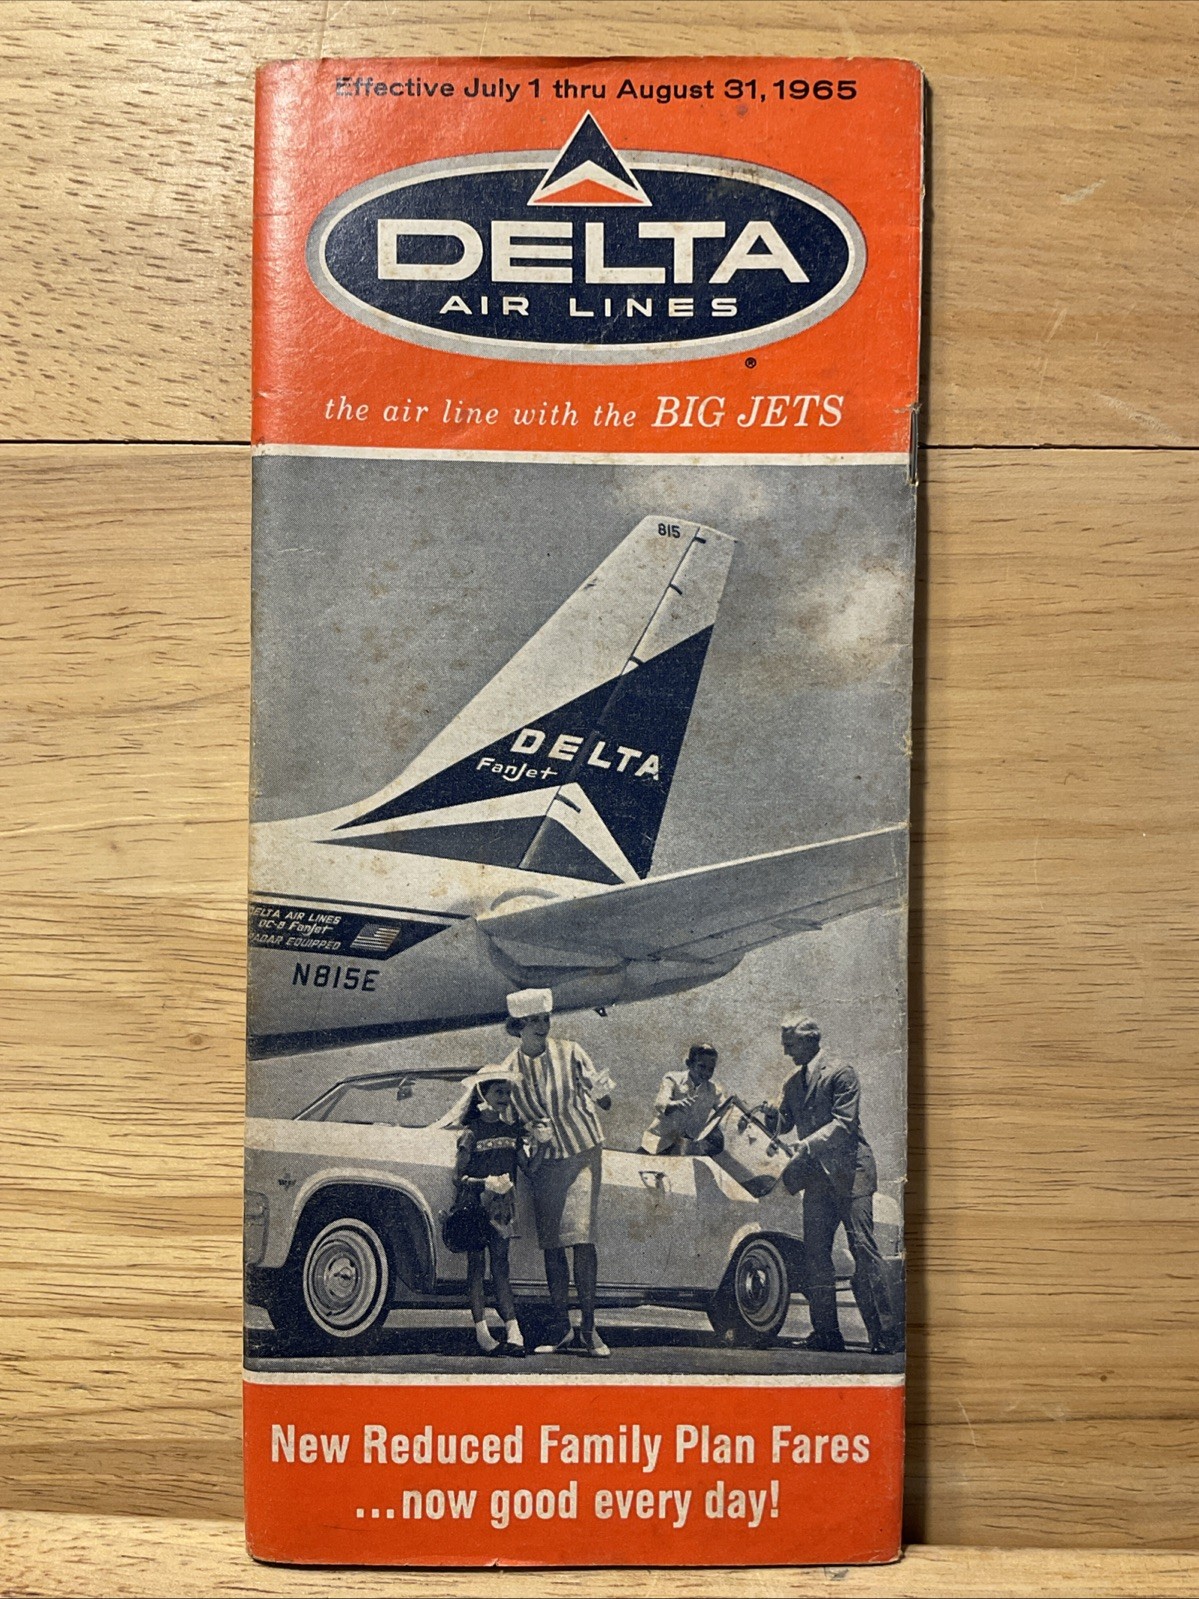 Effective July 1 thru August 31, 1965
DELTA
AIR LINES
®
the air line with the BIG JETS
815
DELTA
FanJet
DELTA AIR LINES
DC-8 FanJet
RADAR EQUIPPED
N815E
New Reduced Family Plan Fares
...now good every day!